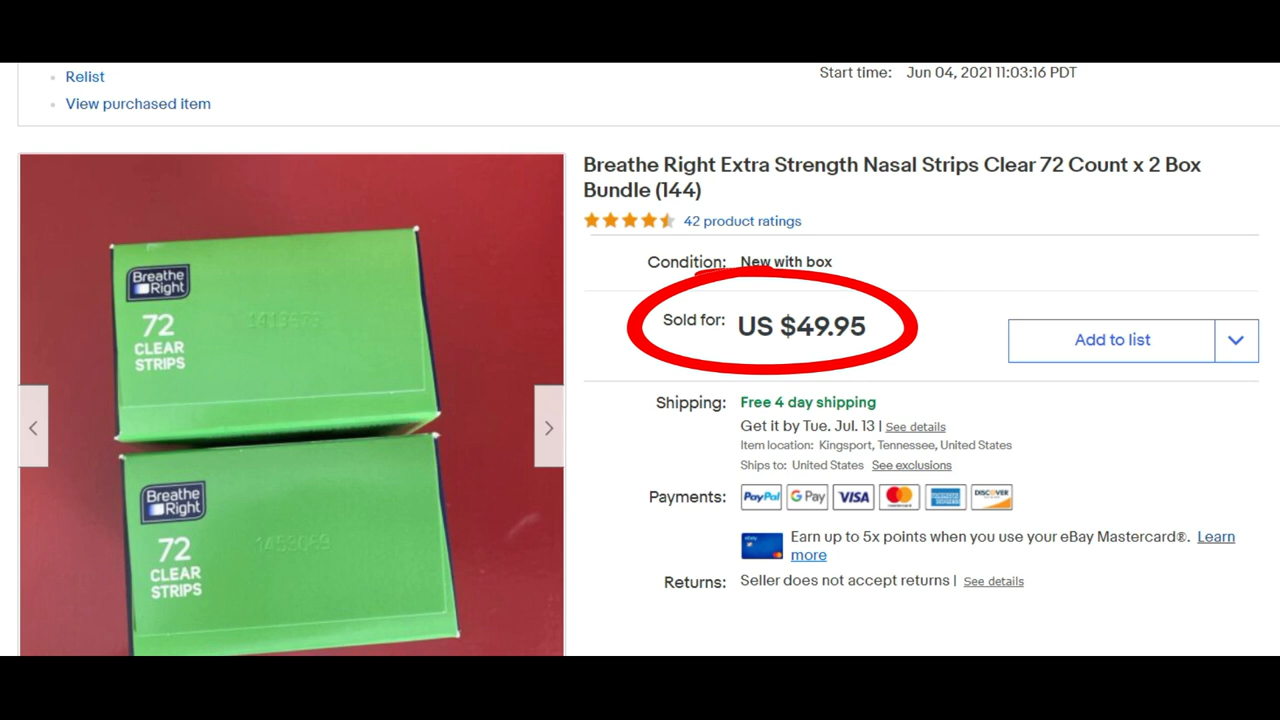 Relist
View purchased item
Start time: Jun 04, 2021 11:03:16 PDT
Breathe Right Extra Strength Nasal Strips Clear 72 Count x 2 Box
Bundle (144)
42 product ratings
Condition: New with box
Sold for: US $49.95
Add to list
Shipping: Free 4 day shipping
Get it by Tue. Jul. 13 | See details
Item location: Kingsport, Tennessee, United States
Ships to: United States See exclusions
Payments: PayPal G Pay VISA MasterCard AMERICAN EXPRESS DISCOVER
Earn up to 5x points when you use your eBay Mastercard®. Learn
more
Returns: Seller does not accept returns | See details
Breathe
Right
72
CLEAR
STRIPS
Breathe
Right
1453069
72
CLEAR
STRIPS